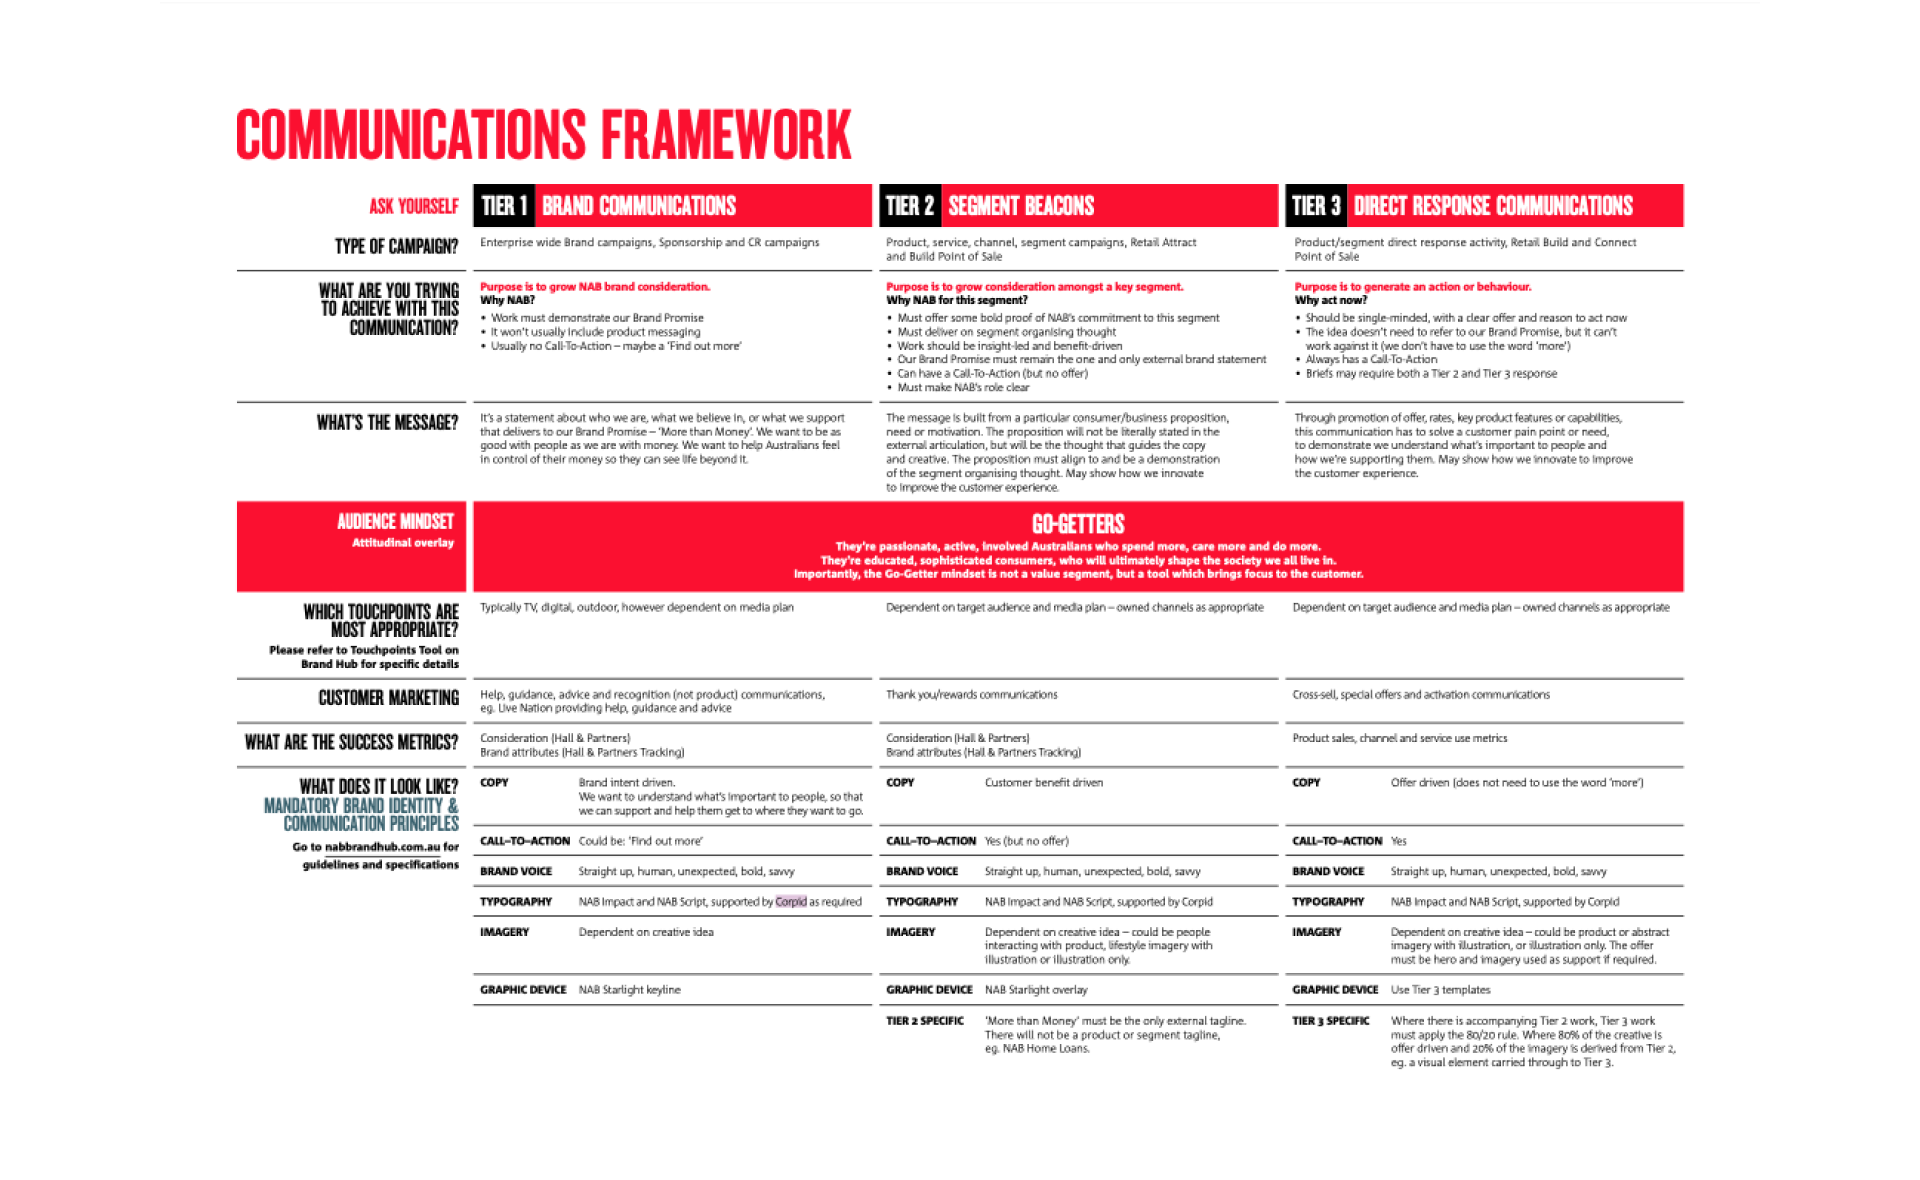 COMMUNICATIONS FRAMEWORK
ASK YOURSELF
TIER 1 BRAND COMMUNICATIONS
TIER 2 SEGMENT BEACONS
TIER 3 DIRECT RESPONSE COMMUNICATIONS
TYPE OF CAMPAIGN?
Enterprise wide Brand campaigns, Sponsorship and CR campaigns
Product, service, channel, segment campaigns, Retail Attract
and Build Point of Sale
Product/segment direct response activity, Retail Build and Connect
Point of Sale
WHAT ARE YOU TRYING
TO ACHIEVE WITH THIS
COMMUNICATION?
Purpose is to grow NAB brand consideration.
Why NAB?
• Work must demonstrate our Brand Promise
• It won't usually include product messaging
• Usually no Call-To-Action – maybe a 'Find out more'
Purpose is to grow consideration amongst a key segment.
Why NAB for this segment?
• Must offer some bold proof of NAB's commitment to this segment
• Must deliver on segment organising thought
• Work should be insight-led and benefit-driven
• Our Brand Promise must remain the one and only external brand statement
• Can have a Call-To-Action (but no offer)
• Must make NAB's role clear
Purpose is to generate an action or behaviour.
Why act now?
• Should be single-minded, with a clear offer and reason to act now
• The idea doesn't need to refer to our Brand Promise, but it can't
work against it (we don't have to use the word 'more')
• Always has a Call-To-Action
• Briefs may require both a Tier 2 and Tier 3 response
WHAT'S THE MESSAGE?
It's a statement about who we are, what we believe in, or what we support
that delivers to our Brand Promise – 'More than Money'. We want to be as
good with people as we are with money. We want to help Australians feel
in control of their money so they can see life beyond it.
The message is built from a particular consumer/business proposition,
need or motivation. The proposition will not be literally stated in the
external articulation, but will be the thought that guides the copy
and creative. The proposition must align to and be a demonstration
of the segment organising thought. May show how we innovate
to improve the customer experience.
Through promotion of offer, rates, key product features or capabilities,
this communication has to solve a customer pain point or need,
to demonstrate we understand what's important to people and
how we're supporting them. May show how we innovate to improve
the customer experience.
AUDIENCE MINDSET
Attitudinal overlay
GO-GETTERS
They're passionate, active, involved Australians who spend more, care more and do more.
They're educated, sophisticated consumers, who will ultimately shape the society we all live in.
Importantly, the Go-Getter mindset is not a value segment, but a tool which brings focus to the customer.
WHICH TOUCHPOINTS ARE
MOST APPROPRIATE?
Please refer to Touchpoints Tool on
Brand Hub for specific details
Typically TV, digital, outdoor, however dependent on media plan
Dependent on target audience and media plan – owned channels as appropriate
Dependent on target audience and media plan – owned channels as appropriate
CUSTOMER MARKETING
Help, guidance, advice and recognition (not product) communications,
eg. Live Nation providing help, guidance and advice
Thank you/rewards communications
Cross-sell, special offers and activation communications
WHAT ARE THE SUCCESS METRICS?
Consideration (Hall & Partners)
Brand attributes (Hall & Partners Tracking)
Consideration (Hall & Partners)
Brand attributes (Hall & Partners Tracking)
Product sales, channel and service use metrics
WHAT DOES IT LOOK LIKE?
MANDATORY BRAND IDENTITY &
COMMUNICATION PRINCIPLES
Go to nabbrandhub.com.au for
guidelines and specifications
COPY Brand intent driven.
We want to understand what's important to people, so that
we can support and help them get to where they want to go.
CALL–TO–ACTION Could be: 'Find out more'
BRAND VOICE Straight up, human, unexpected, bold, savvy
TYPOGRAPHY NAB Impact and NAB Script, supported by Corpid as required
IMAGERY Dependent on creative idea
GRAPHIC DEVICE NAB Starlight keyline
COPY Customer benefit driven
CALL–TO–ACTION Yes (but no offer)
BRAND VOICE Straight up, human, unexpected, bold, savvy
TYPOGRAPHY NAB Impact and NAB Script, supported by Corpid
IMAGERY Dependent on creative idea – could be people
interacting with product, lifestyle imagery with
illustration or illustration only.
GRAPHIC DEVICE NAB Starlight overlay
TIER 2 SPECIFIC 'More than Money' must be the only external tagline.
There will not be a product or segment tagline,
eg. NAB Home Loans.
COPY Offer driven (does not need to use the word 'more')
CALL–TO–ACTION Yes
BRAND VOICE Straight up, human, unexpected, bold, savvy
TYPOGRAPHY NAB Impact and NAB Script, supported by Corpid
IMAGERY Dependent on creative idea – could be product or abstract
imagery with illustration, or illustration only. The offer
must be hero and imagery used as support if required.
GRAPHIC DEVICE Use Tier 3 templates
TIER 3 SPECIFIC Where there is accompanying Tier 2 work, Tier 3 work
must apply the 80/20 rule. Where 80% of the creative is
offer driven and 20% of the imagery is derived from Tier 2,
eg. a visual element carried through to Tier 3.